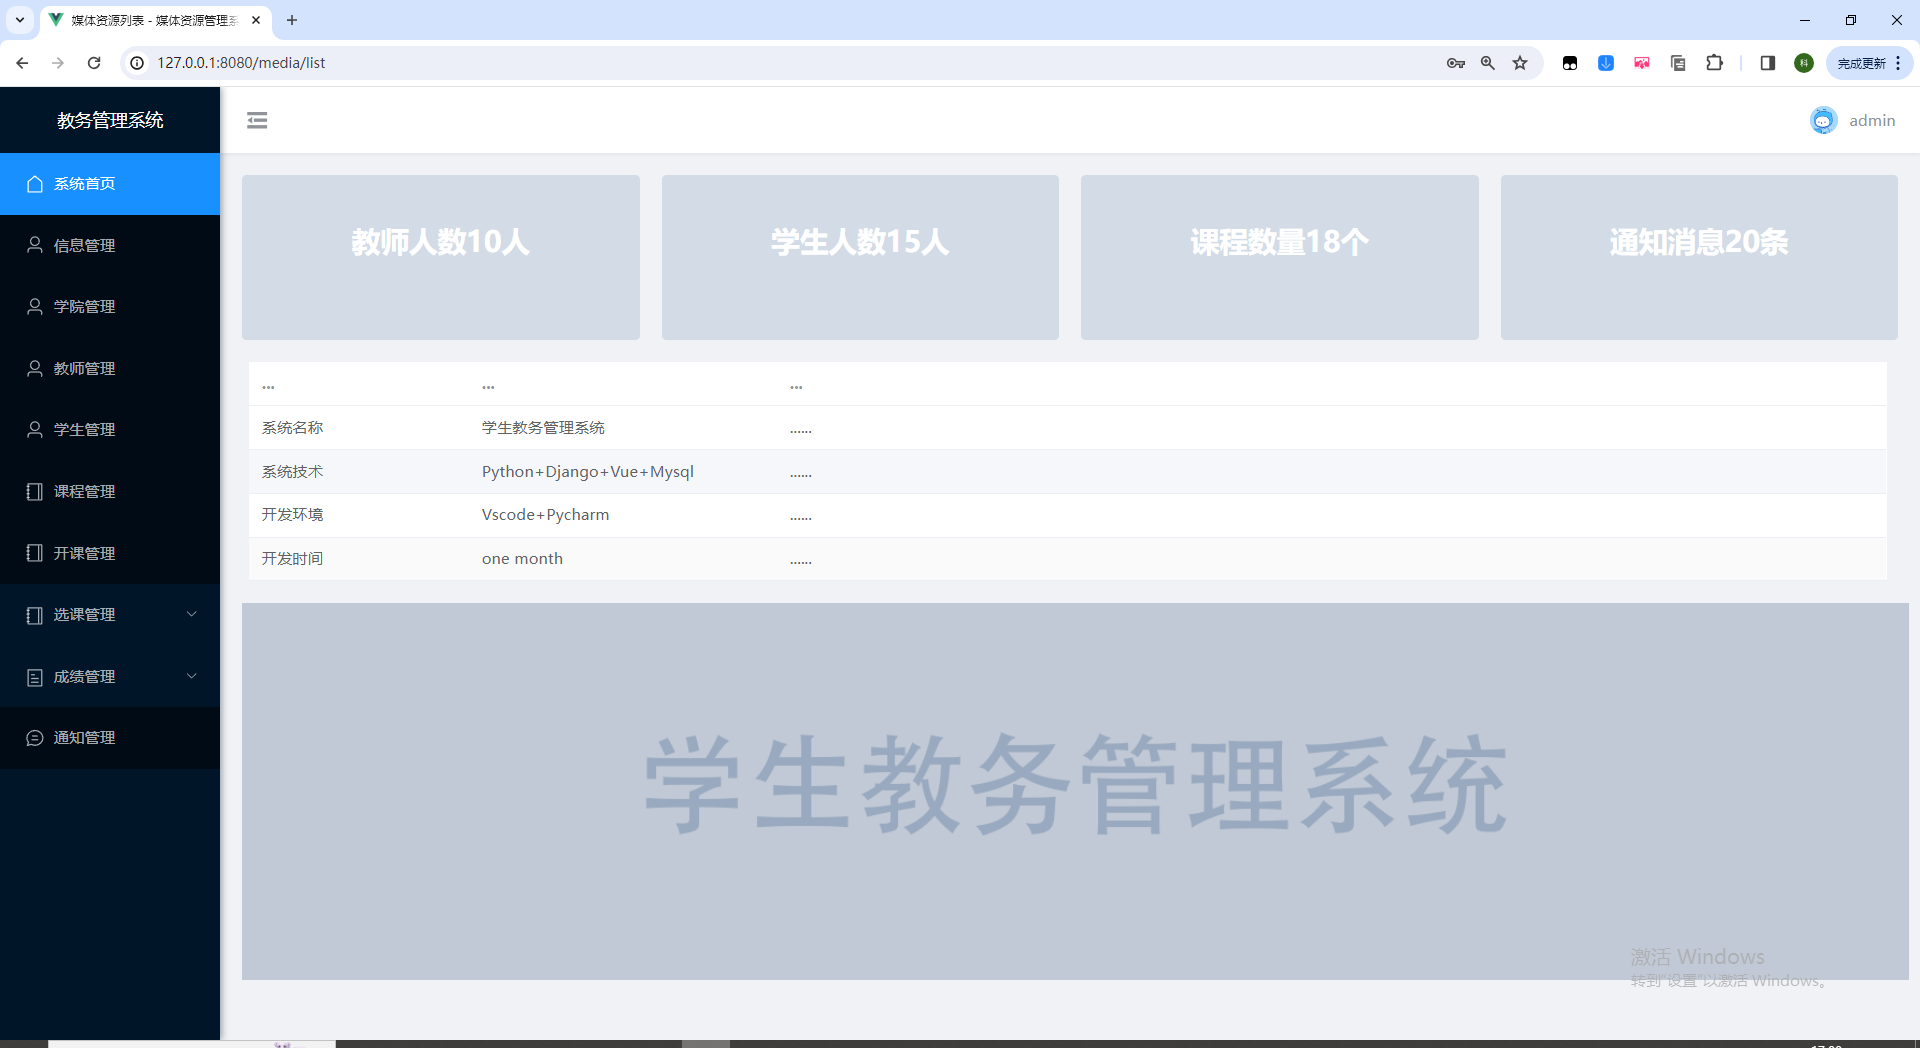 媒体资源列表 - 媒体资源管理系
127.0.0.1:8080/media/list
科
完成更新
教务管理系统
admin
系统首页
信息管理
学院管理
教师管理
学生管理
课程管理
开课管理
选课管理
成绩管理
通知管理
教师人数10人
学生人数15人
课程数量18个
通知消息20条
... ... ...
系统名称 学生教务管理系统 ......
系统技术 Python+Django+Vue+Mysql ......
开发环境 Vscode+Pycharm ......
开发时间 one month ......
学生教务管理系统
激活 Windows
转到"设置"以激活 Windows。